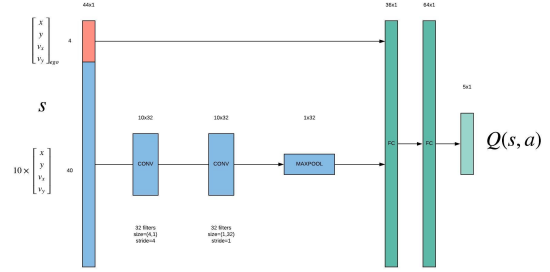 44x1
36x1
64x1
x
y
v_x
v_y
ego
4
s
10x32
10x32
1x32
5x1
10 ×
x
y
v_x
v_y
40
CONV
CONV
MAXPOOL
FC
FC
Q(s, a)
32 filters
size=(4,1)
stride=4
32 filters
size=(1,32)
stride=1